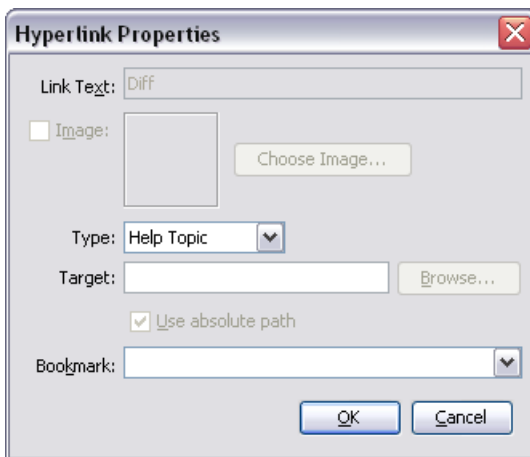 Hyperlink Properties
Link Text: Diff
Image:
Choose Image...
Type: Help Topic
Target:
Browse...
Use absolute path
Bookmark:
OK Cancel